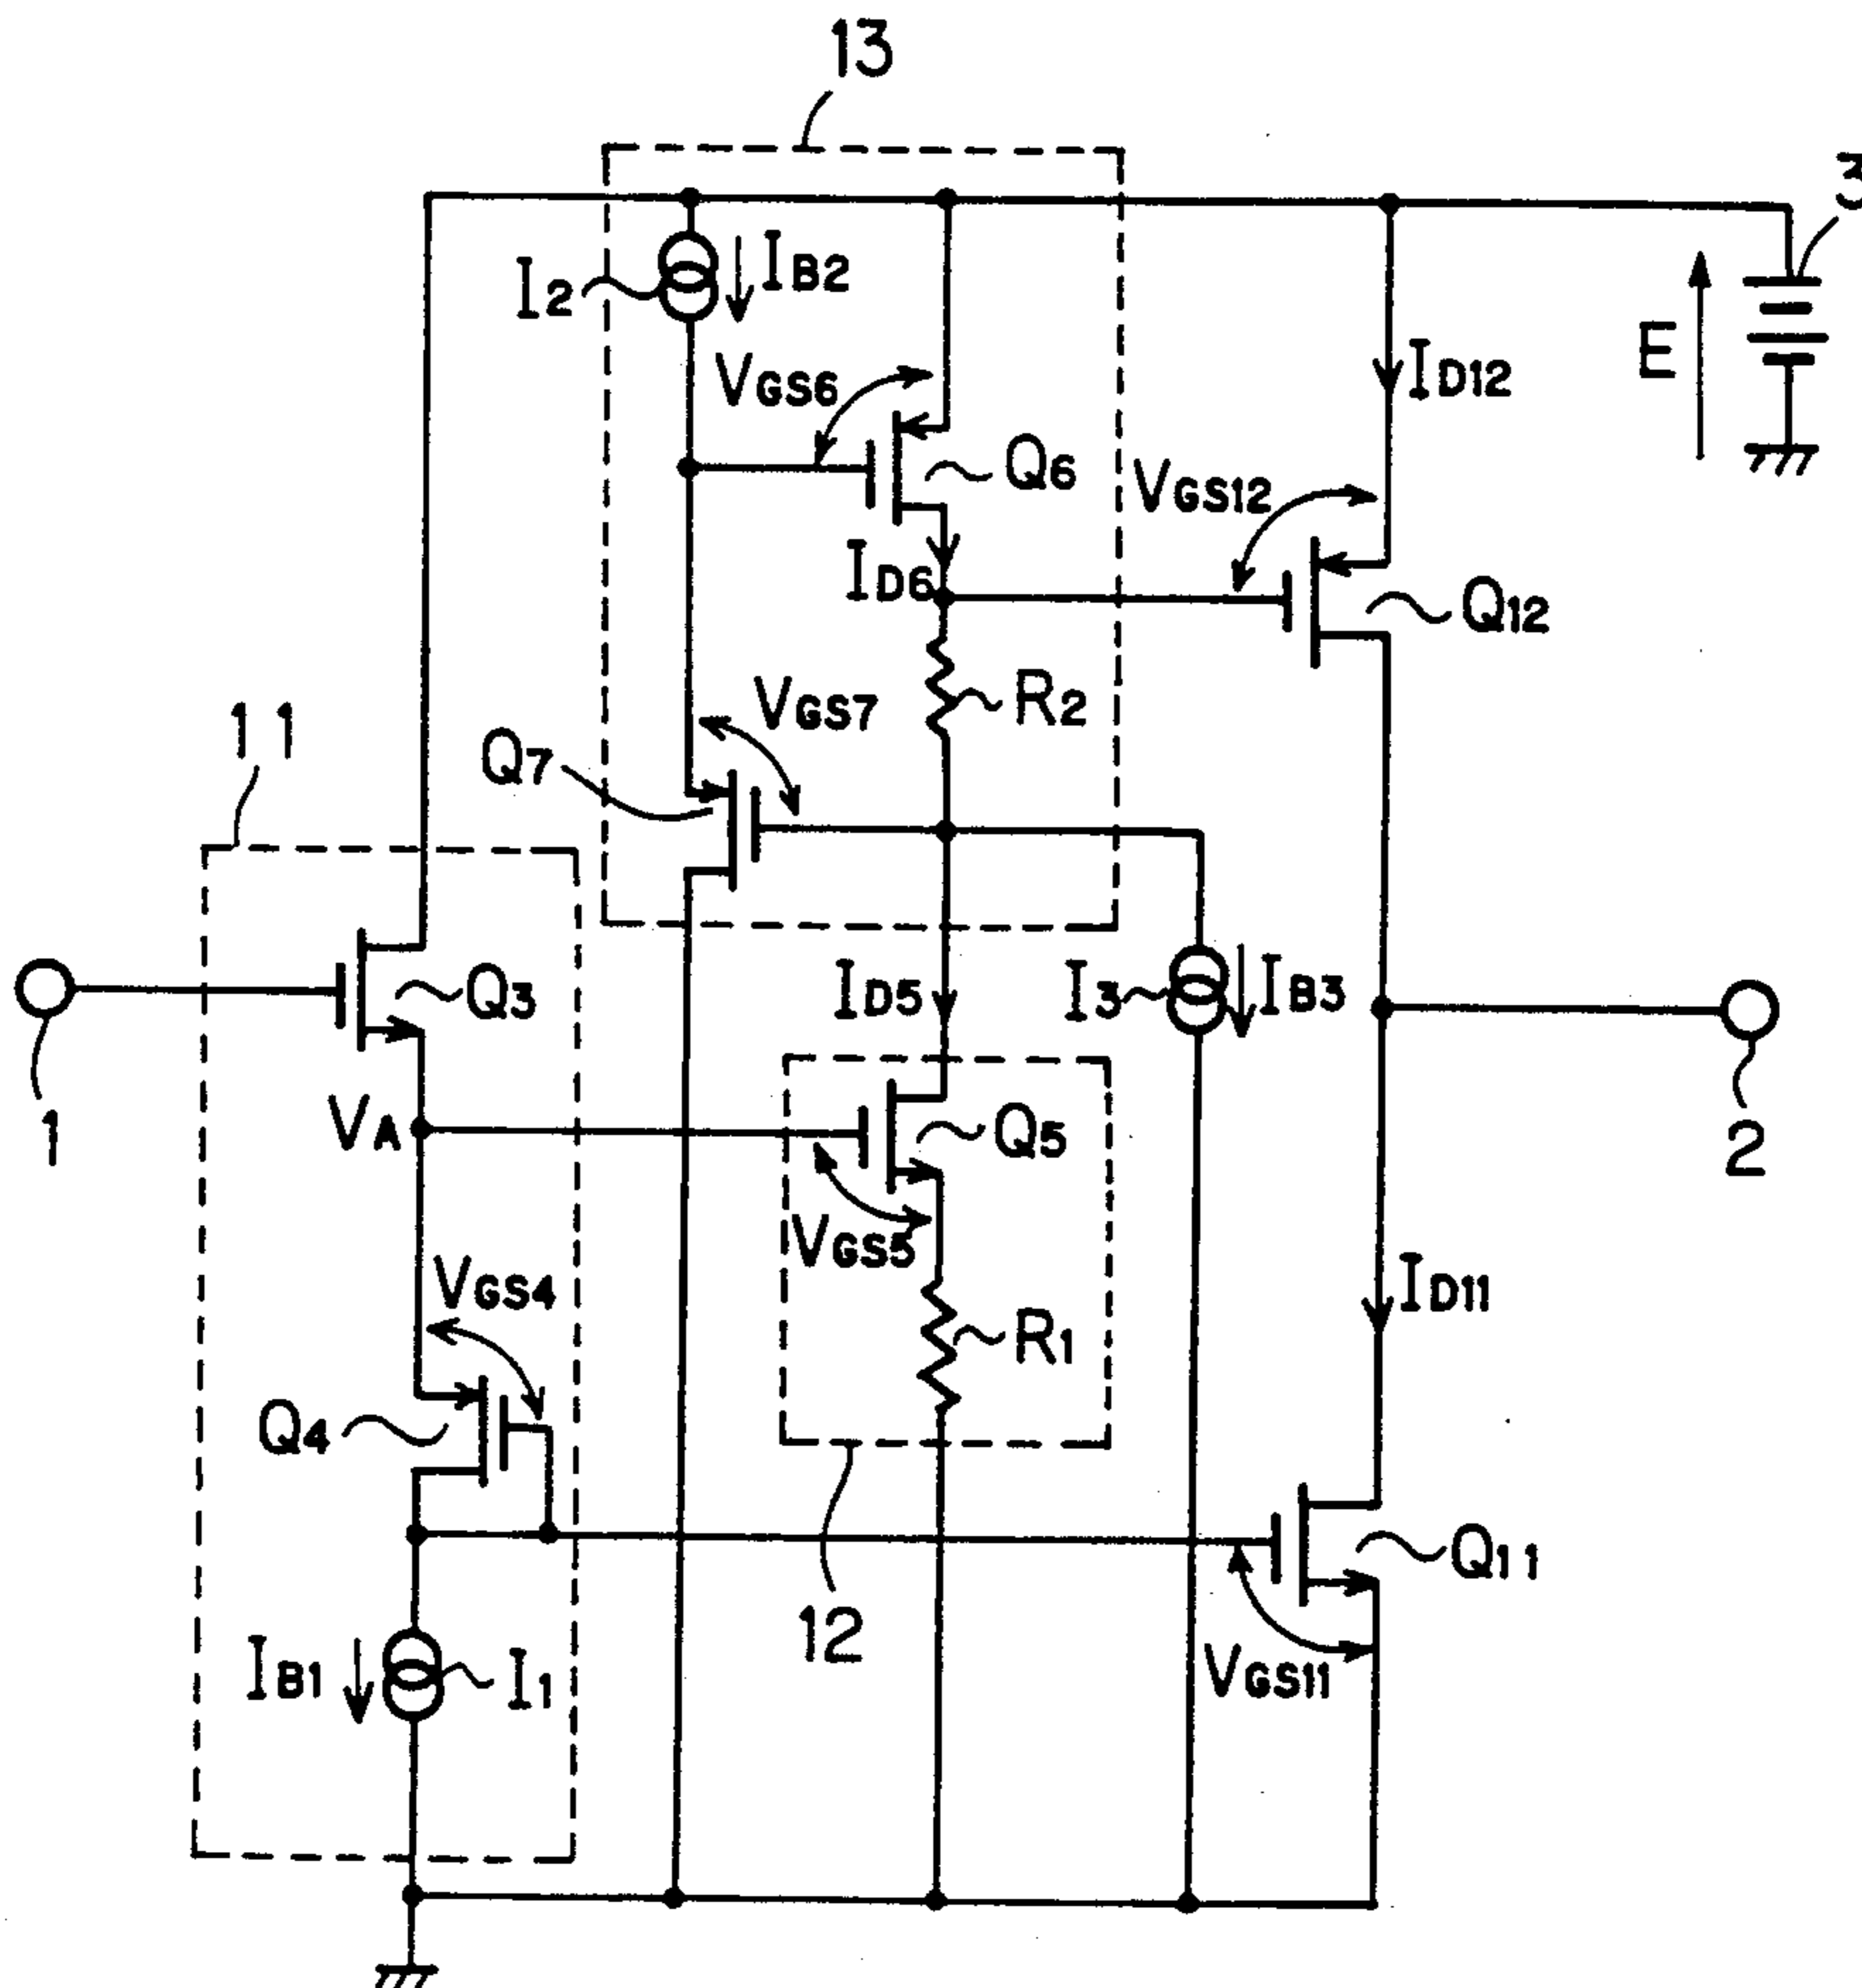 13
3
I2
IB2
VGS6
E
ID12
Q6
VGS12
ID6
Q12
R2
11
VGS7
Q7
Q3
ID5
I3
IB3
1
VA
Q5
2
VGS5
VGS4
ID11
R1
Q4
Q11
12
IB1
I1
VGS11